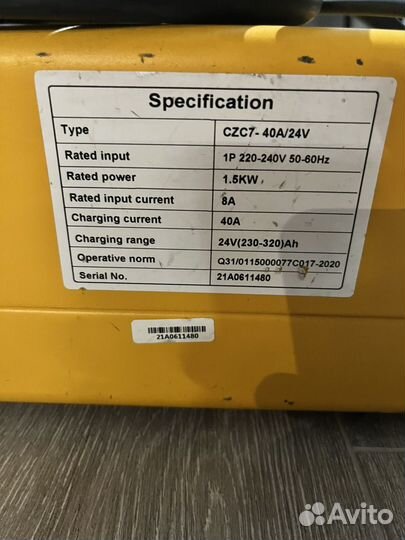 Specification
Type CZC7- 40A/24V
Rated input 1P 220-240V 50-60Hz
Rated power 1.5KW
Rated input current 8A
Charging current 40A
Charging range 24V(230-320)Ah
Operative norm Q31/0115000077C017-2020
Serial No. 21A0611480
21A0611480
Avito